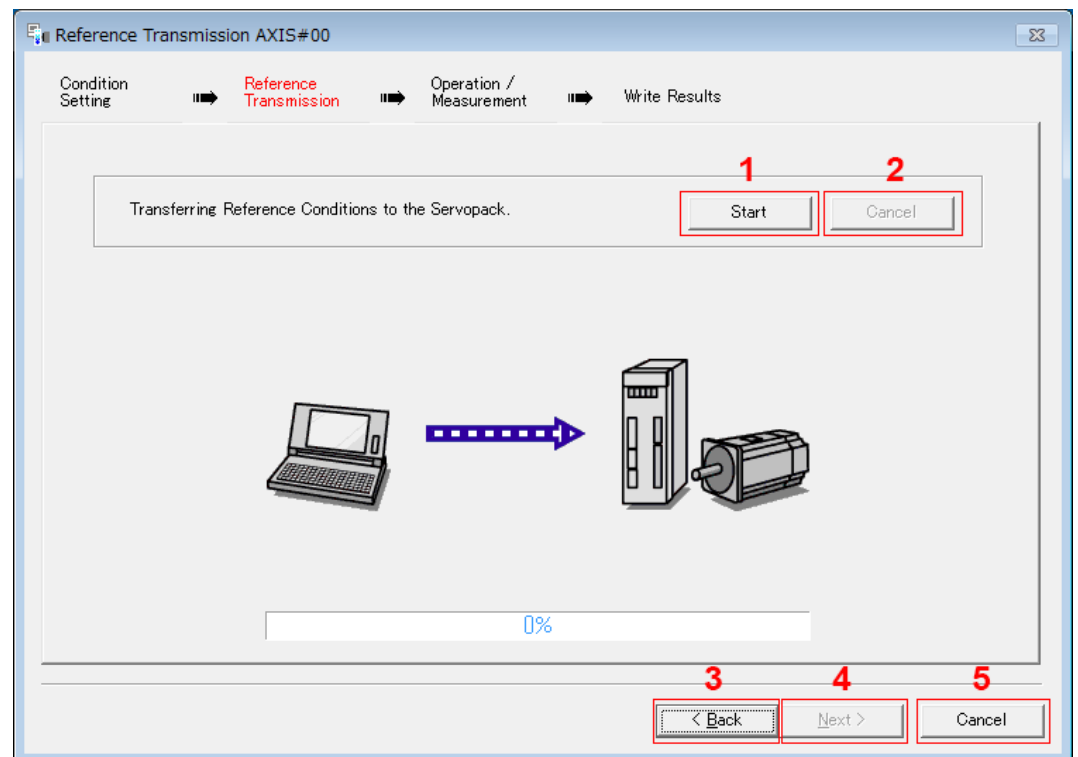 Reference Transmission AXIS#00
Condition
Setting
Reference
Transmission
Operation /
Measurement
Write Results
1 2
Transferring Reference Conditions to the Servopack. Start Cancel
0%
3 4 5
< Back Next > Cancel